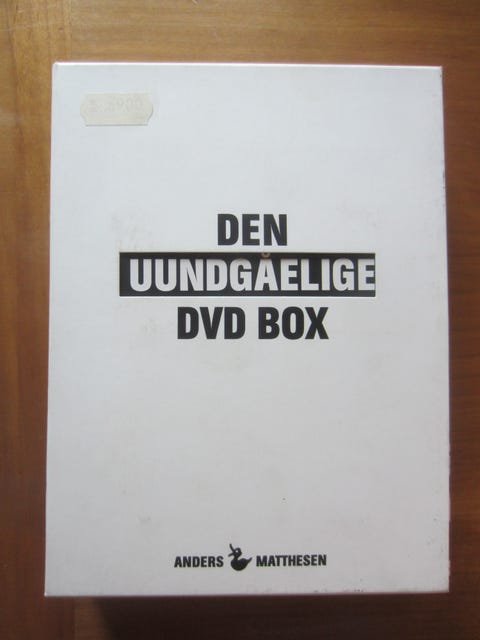 DEN
UUNDGÅELIGE
DVD BOX
ANDERS MATTHESEN